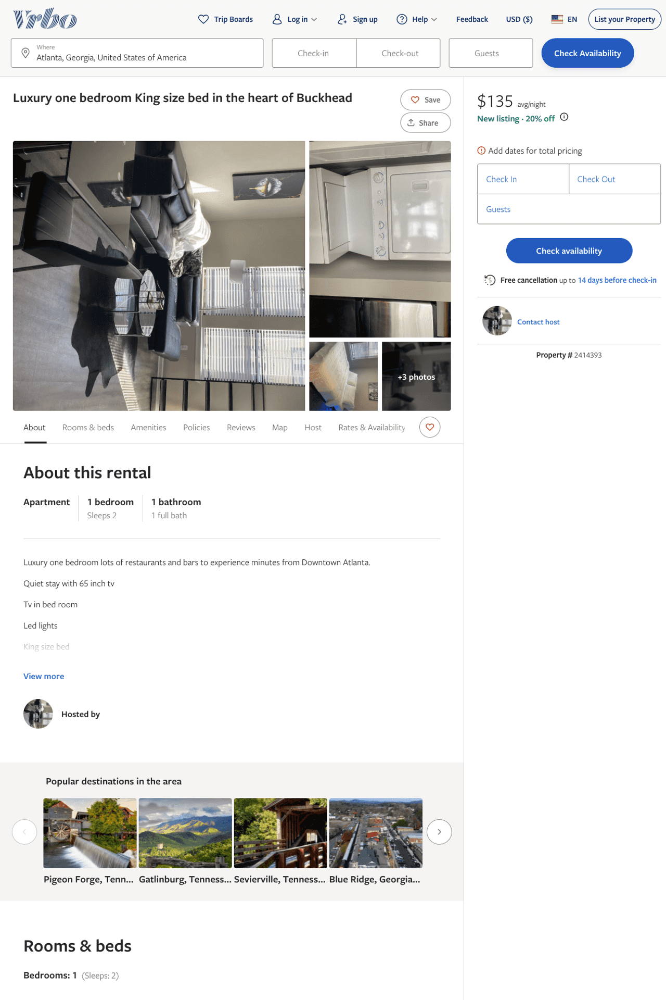 Vrbo
Trip Boards
Log in
Sign up
Help
Feedback
USD ($)
EN
List your Property
Where
Atlanta, Georgia, United States of America
Check-in
Check-out
Guests
Check Availability
Luxury one bedroom King size bed in the heart of Buckhead
Save
Share
+3 photos
$135 avg/night
New listing · 20% off
Add dates for total pricing
Check In
Check Out
Guests
Check availability
Free cancellation up to 14 days before check-in
Contact host
Property # 2414393
About
Rooms & beds
Amenities
Policies
Reviews
Map
Host
Rates & Availability
About this rental
Apartment
1 bedroom
Sleeps 2
1 bathroom
1 full bath
Luxury one bedroom lots of restaurants and bars to experience minutes from Downtown Atlanta.
Quiet stay with 65 inch tv
Tv in bed room
Led lights
King size bed
View more
Hosted by
Popular destinations in the area
Pigeon Forge, Tenn...
Gatlinburg, Tenness...
Sevierville, Tenness...
Blue Ridge, Georgia...
Rooms & beds
Bedrooms: 1 (Sleeps: 2)